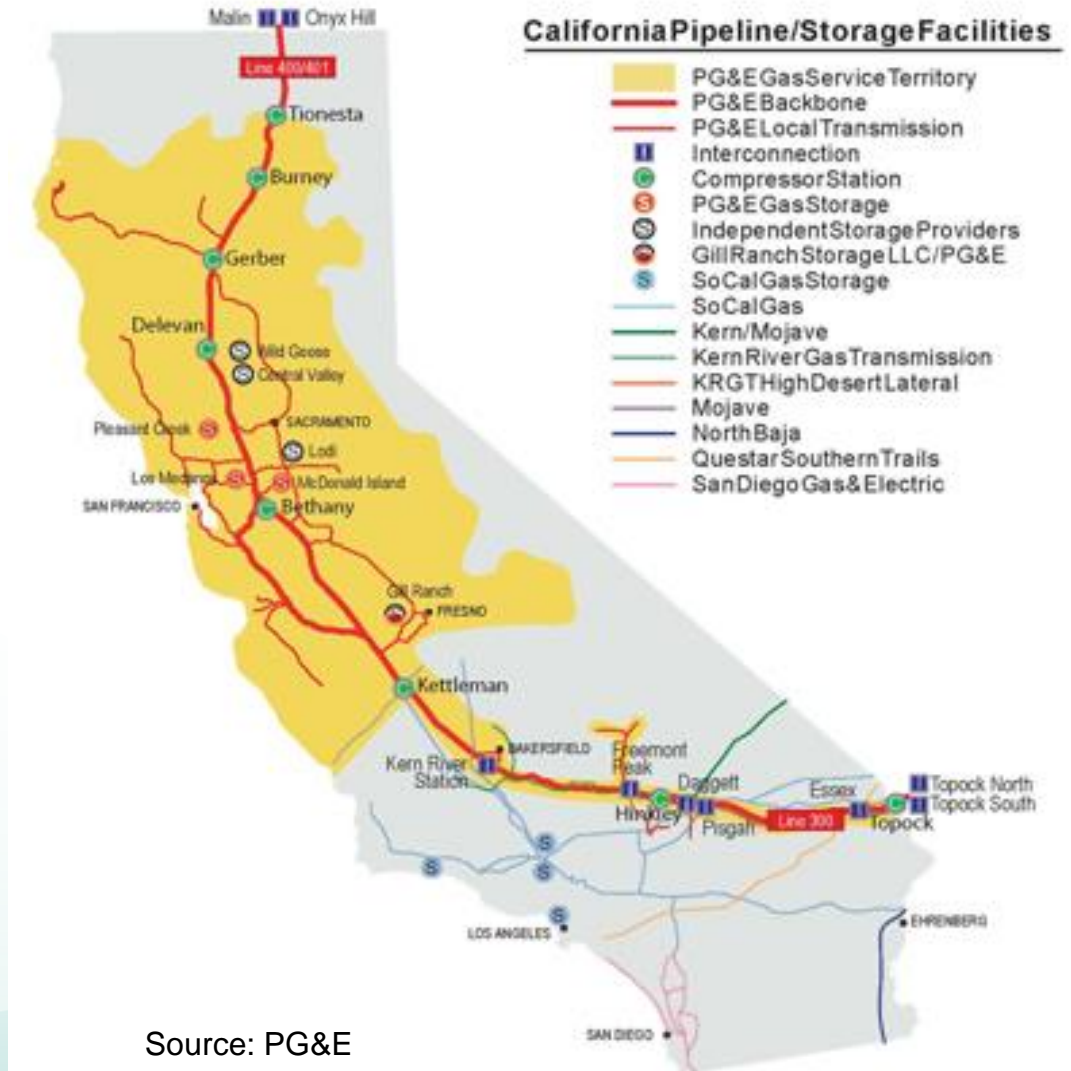 Malin Onyx Hill
Line 400/401
Tionesta
Burney
Gerber
Delevan
Wild Goose
Central Valley
Pleasant Creek
SACRAMENTO
Lodi
Los Medanos
McDonald Island
SAN FRANCISCO
Bethany
Gill Ranch
FRESNO
Kettleman
BAKERSFIELD
Kern River
Station
Freemont
Peak
Daggett
Hinkley
Pisgah
Essex
Line 300
Topock
Topock North
Topock South
LOS ANGELES
EHRENBERG
SAN DIEGO
California Pipeline/Storage Facilities
PG&E Gas Service Territory
PG&E Backbone
PG&E Local Transmission
I Interconnection
C Compressor Station
S PG&E Gas Storage
S Independent Storage Providers
Gill Ranch Storage LLC/PG&E
S SoCalGas Storage
SoCalGas
Kern/Mojave
Kern River Gas Transmission
KRGT High Desert Lateral
Mojave
North Baja
Questar Southern Trails
San Diego Gas & Electric
Source: PG&E